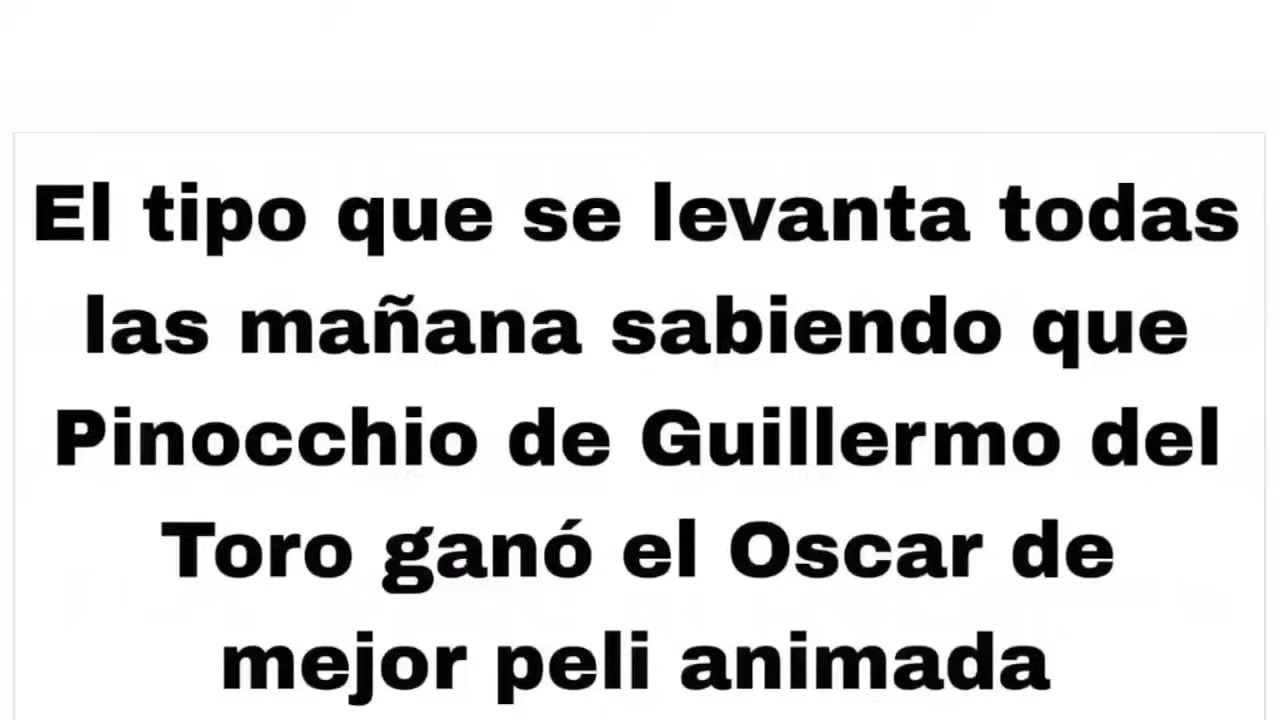 El tipo que se levanta todas
las mañana sabiendo que
Pinocchio de Guillermo del
Toro ganó el Oscar de
mejor peli animada